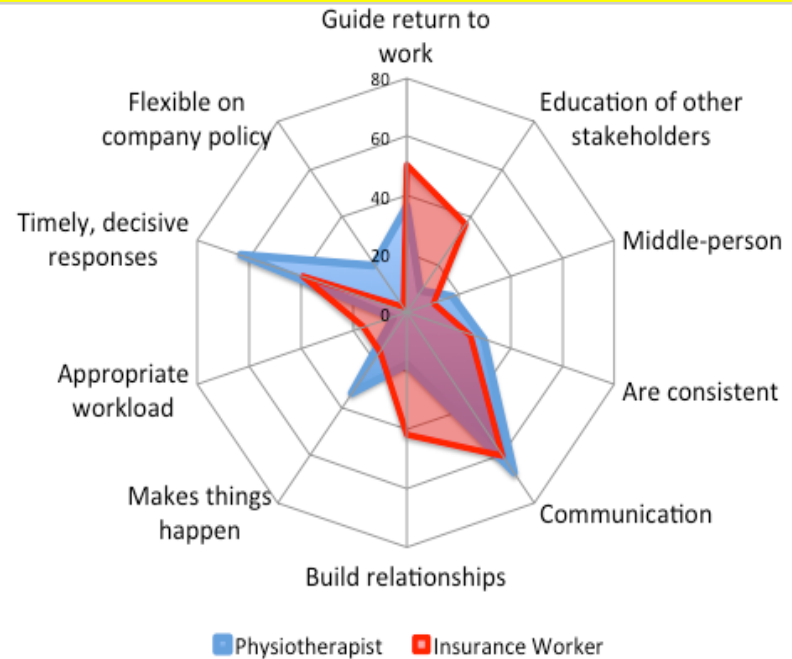 Guide return to
work
80
Education of other
stakeholders
Flexible on
company policy
60
40
Timely, decisive
responses
Middle-person
20
0
Appropriate
workload
Are consistent
Makes things
happen
Communication
Build relationships
Physiotherapist
Insurance Worker